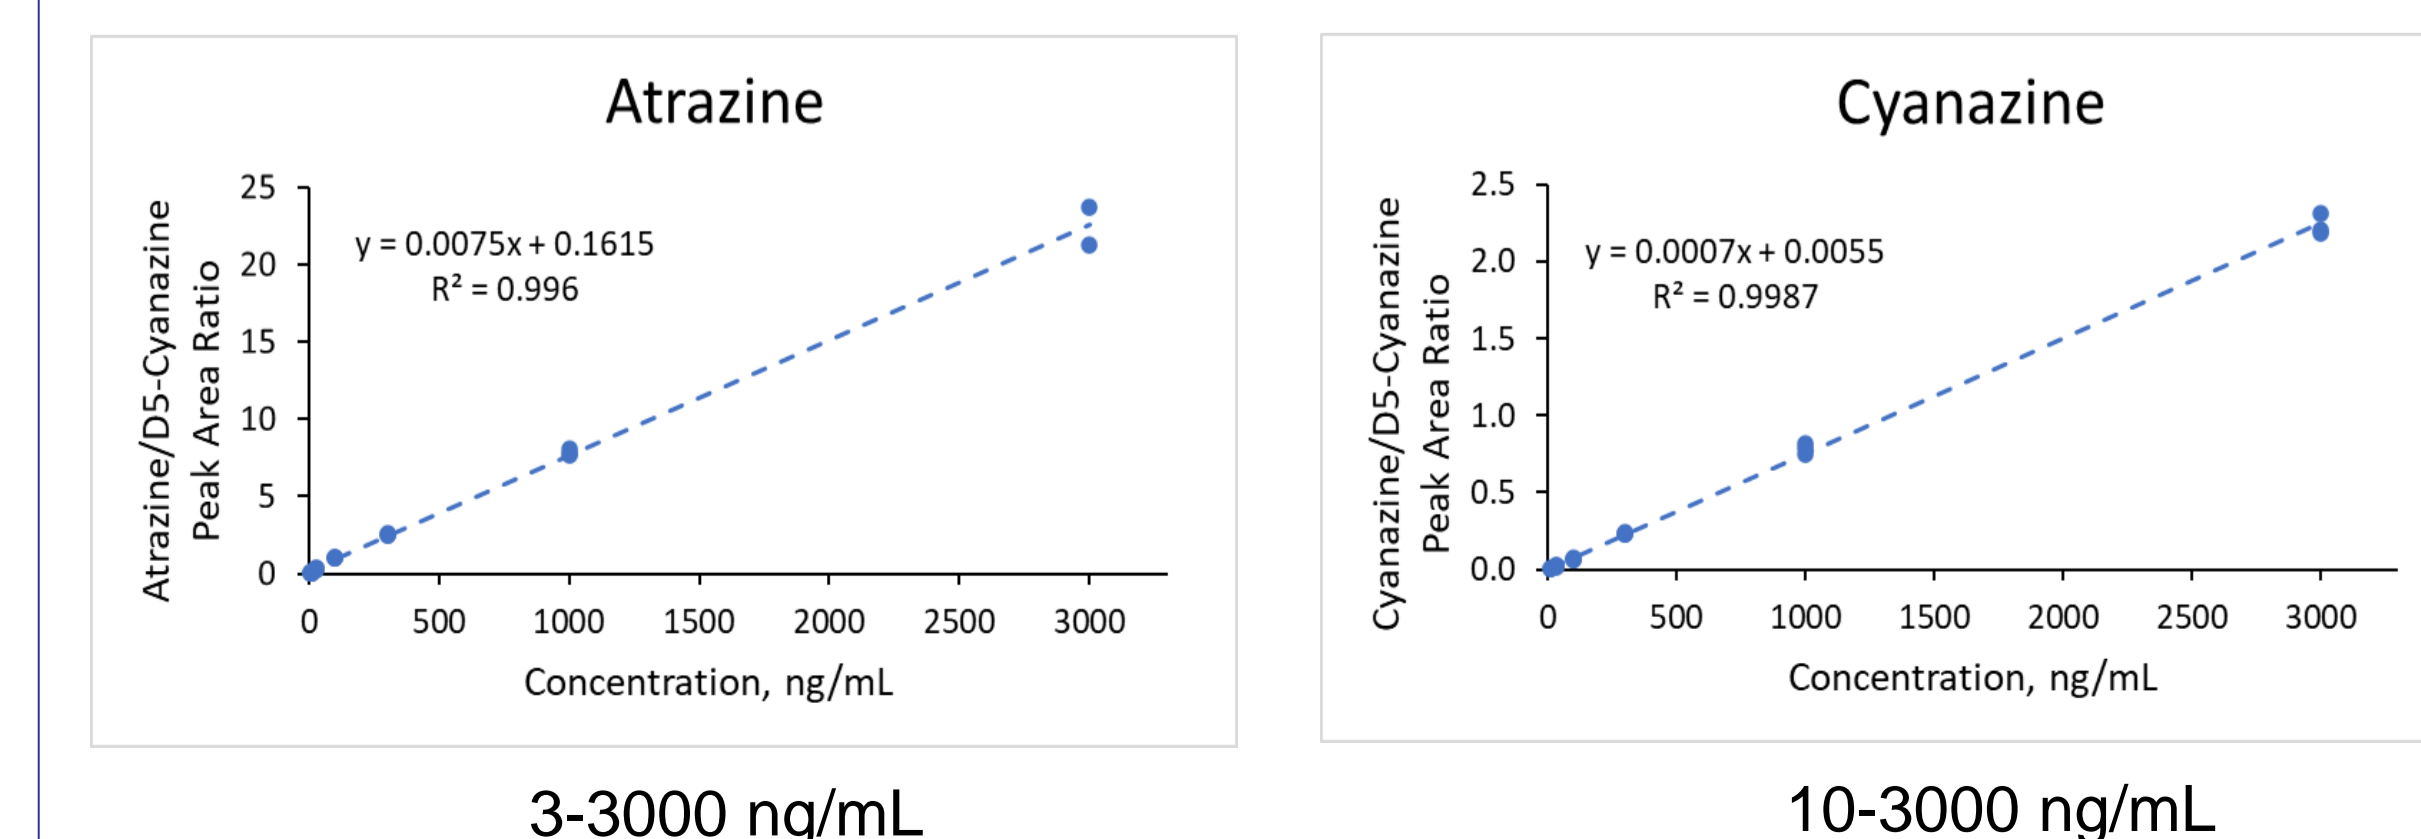 Atrazine
Atrazine/D5-Cyanazine
Peak Area Ratio
25
20
15
10
5
0
y = 0.0075x + 0.1615
R² = 0.996
0 500 1000 1500 2000 2500 3000
Concentration, ng/mL
3-3000 ng/mL
Cyanazine
Cyanazine/D5-Cyanazine
Peak Area Ratio
2.5
2.0
1.5
1.0
0.5
0.0
y = 0.0007x + 0.0055
R² = 0.9987
0 500 1000 1500 2000 2500 3000
Concentration, ng/mL
10-3000 ng/mL